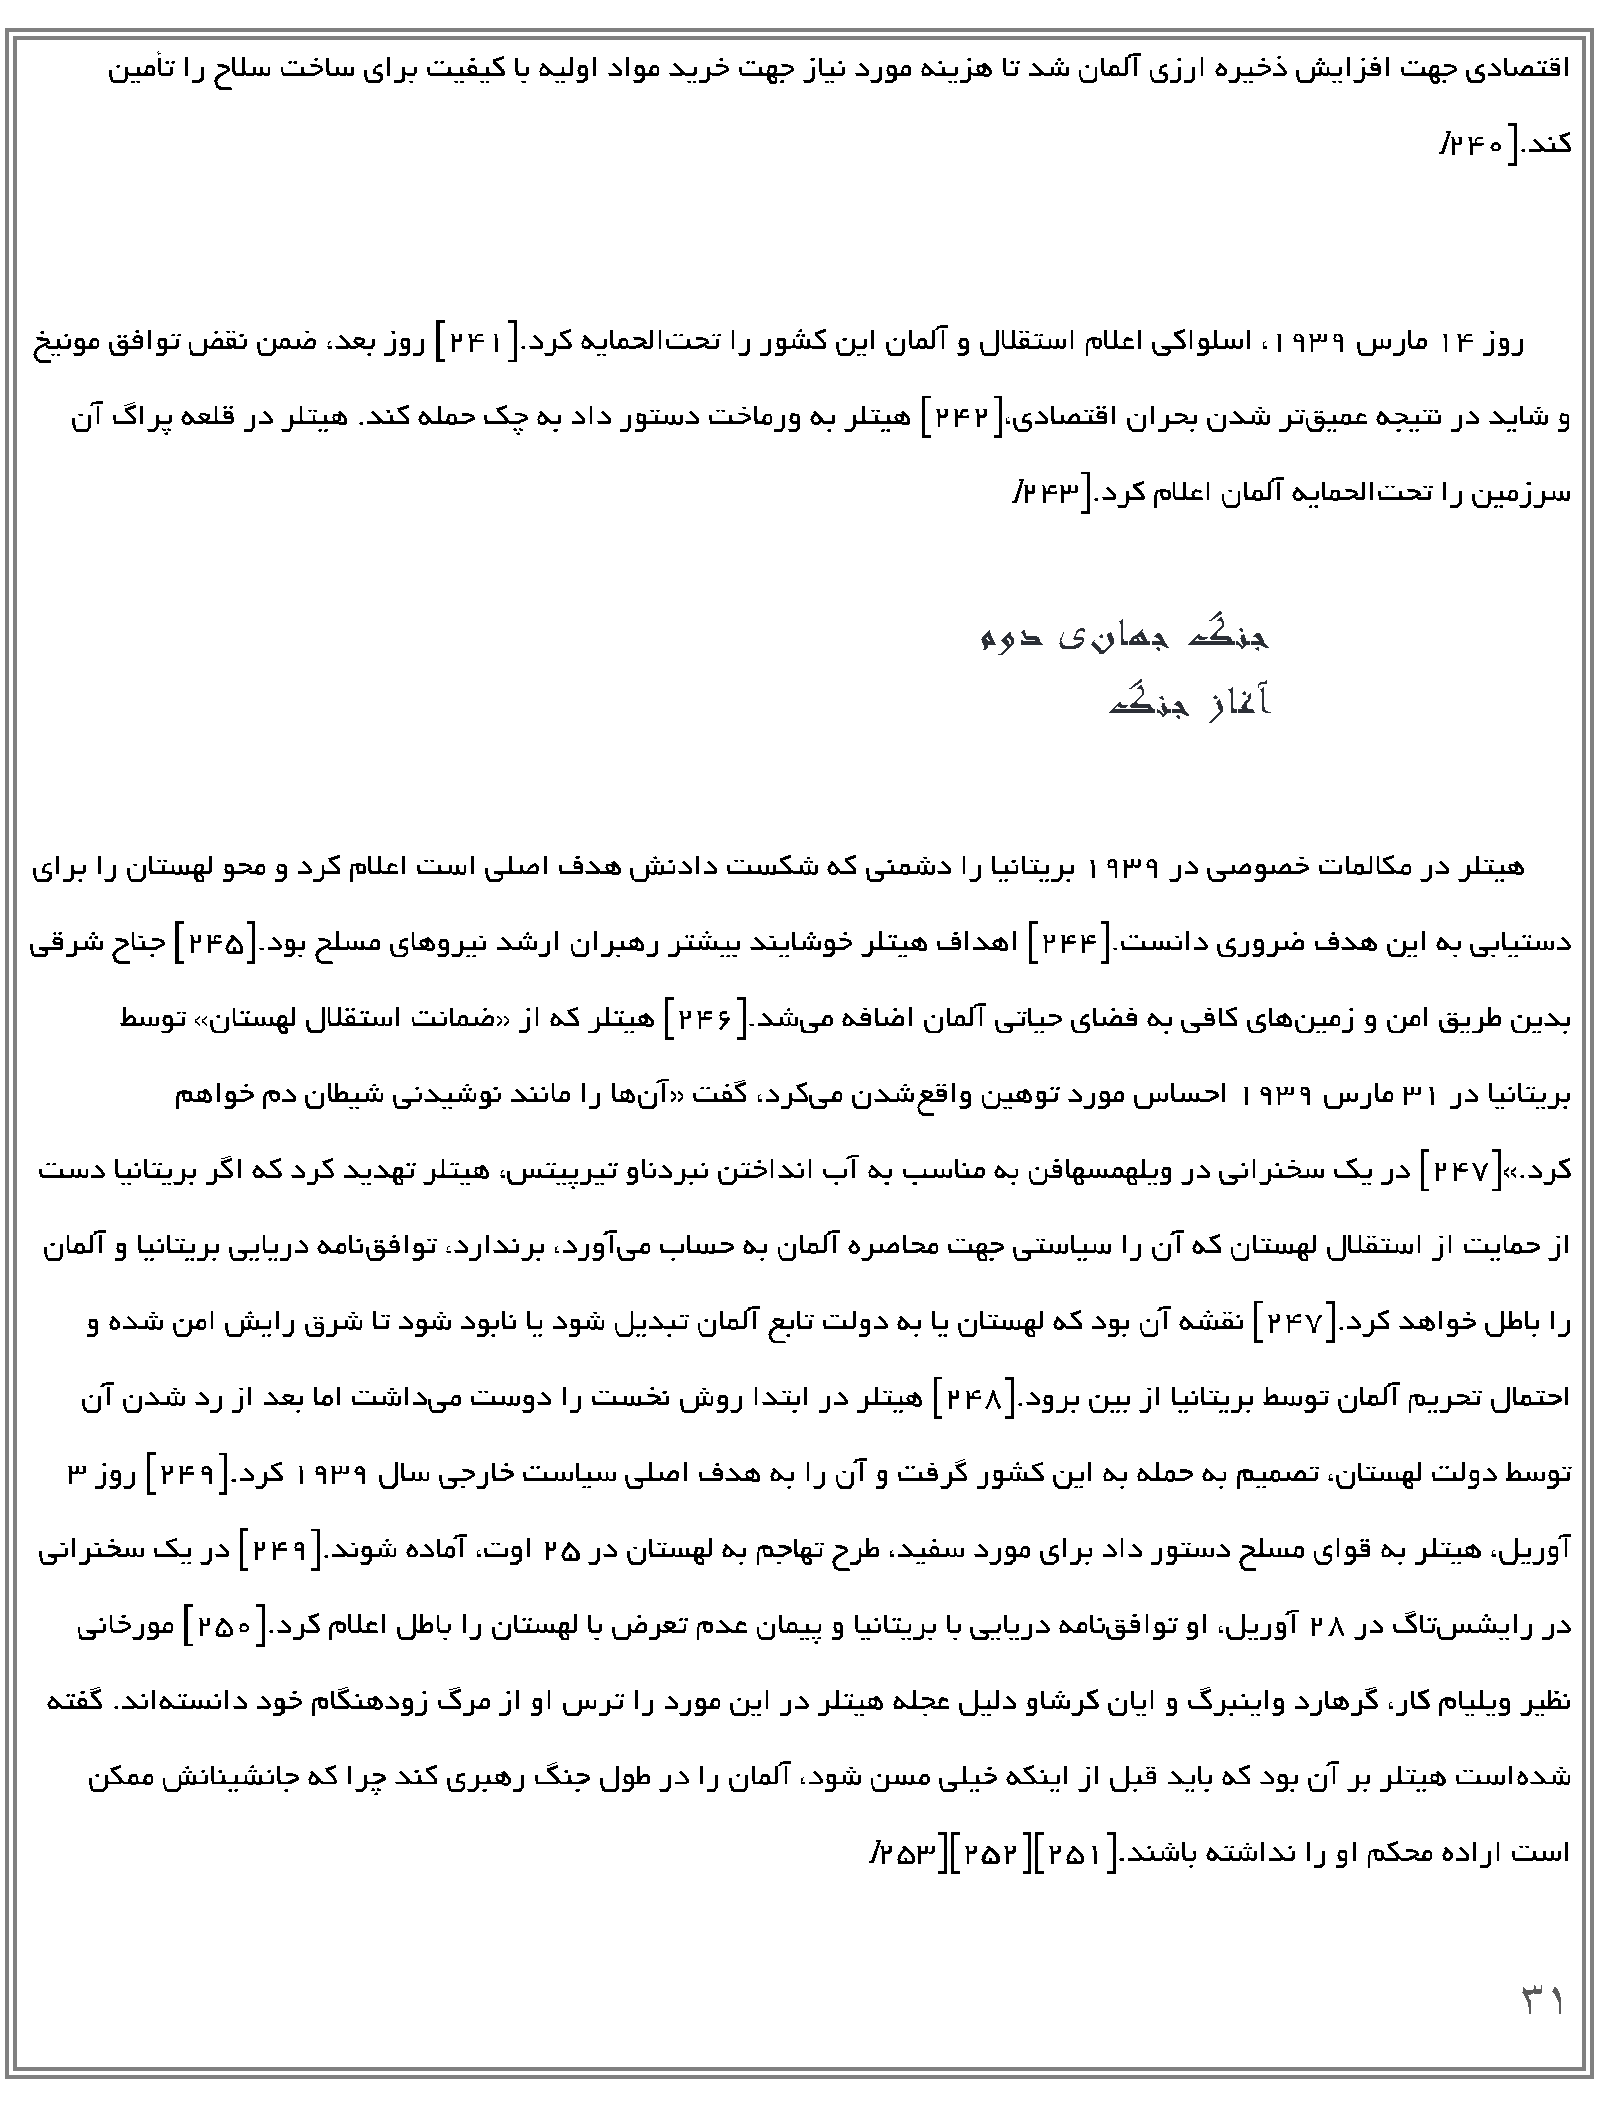 اقتصادی جهت افزایش ذخیره ارزی آلمان شد تا هزینه مورد نیاز جهت خرید مواد اولیه با کیفیت برای ساخت سلاح را تأمین
کند.[۲۴۰/
روز ۱۴ مارس ۱۹۳۹، اسلواکی اعلام استقلال و آلمان این کشور را تحت‌الحمایه کرد.[۲۴۱] روز بعد، ضمن نقض توافق مونیخ
و شاید در نتیجه عمیق‌تر شدن بحران اقتصادی،[۲۴۲] هیتلر به ورماخت دستور داد به چک حمله کند. هیتلر در قلعه پراگ آن
سرزمین را تحت‌الحمایه آلمان اعلام کرد.[۲۴۳/
جنگ جهان‌ی دوم
آغاز جنگ
هیتلر در مکالمات خصوصی در ۱۹۳۹ بریتانیا را دشمنی که شکست دادنش هدف اصلی است اعلام کرد و محو لهستان را برای
دستیابی به این هدف ضروری دانست.[۲۴۴] اهداف هیتلر خوشایند بیشتر رهبران ارشد نیروهای مسلح بود.[۲۴۵] جناح شرقی
بدین طریق امن و زمین‌های کافی به فضای حیاتی آلمان اضافه می‌شد.[۲۴۶] هیتلر که از «ضمانت استقلال لهستان» توسط
بریتانیا در ۳۱ مارس ۱۹۳۹ احساس مورد توهین واقع‌شدن می‌کرد، گفت «آن‌ها را مانند نوشیدنی شیطان دم خواهم
کرد.»[۲۴۷] در یک سخنرانی در ویلهمسهافن به مناسب به آب انداختن نبردناو تیرپیتس، هیتلر تهدید کرد که اگر بریتانیا دست
از حمایت از استقلال لهستان که آن را سیاستی جهت محاصره آلمان به حساب می‌آورد، برندارد، توافق‌نامه دریایی بریتانیا و آلمان
را باطل خواهد کرد.[۲۴۷] نقشه آن بود که لهستان یا به دولت تابع آلمان تبدیل شود یا نابود شود تا شرق رایش امن شده و
احتمال تحریم آلمان توسط بریتانیا از بین برود.[۲۴۸] هیتلر در ابتدا روش نخست را دوست می‌داشت اما بعد از رد شدن آن
توسط دولت لهستان، تصمیم به حمله به این کشور گرفت و آن را به هدف اصلی سیاست خارجی سال ۱۹۳۹ کرد.[۲۴۹] روز ۳
آوریل، هیتلر به قوای مسلح دستور داد برای مورد سفید، طرح تهاجم به لهستان در ۲۵ اوت، آماده شوند.[۲۴۹] در یک سخنرانی
در رایشس‌تاگ در ۲۸ آوریل، او توافق‌نامه دریایی با بریتانیا و پیمان عدم تعرض با لهستان را باطل اعلام کرد.[۲۵۰] مورخانی
نظیر ویلیام کار، گرهارد واینبرگ و ایان کرشاو دلیل عجله هیتلر در این مورد را ترس او از مرگ زودهنگام خود دانسته‌اند. گفته
شده‌است هیتلر بر آن بود که باید قبل از اینکه خیلی مسن شود، آلمان را در طول جنگ رهبری کند چرا که جانشینانش ممکن
است اراده محکم او را نداشته باشند.[۲۵۱][۲۵۲][۲۵۳/
۳۱